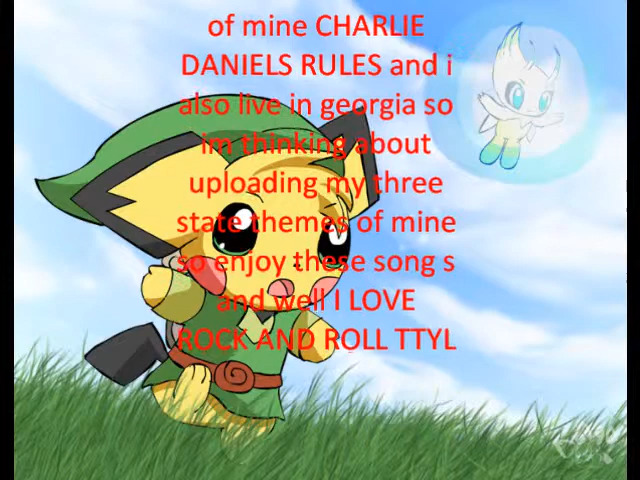 of mine CHARLIE
DANIELS RULES and i
also live in georgia so
im thinking about
uploading my three
state themes of mine
so enjoy these song s
and well I LOVE
ROCK AND ROLL TTYL